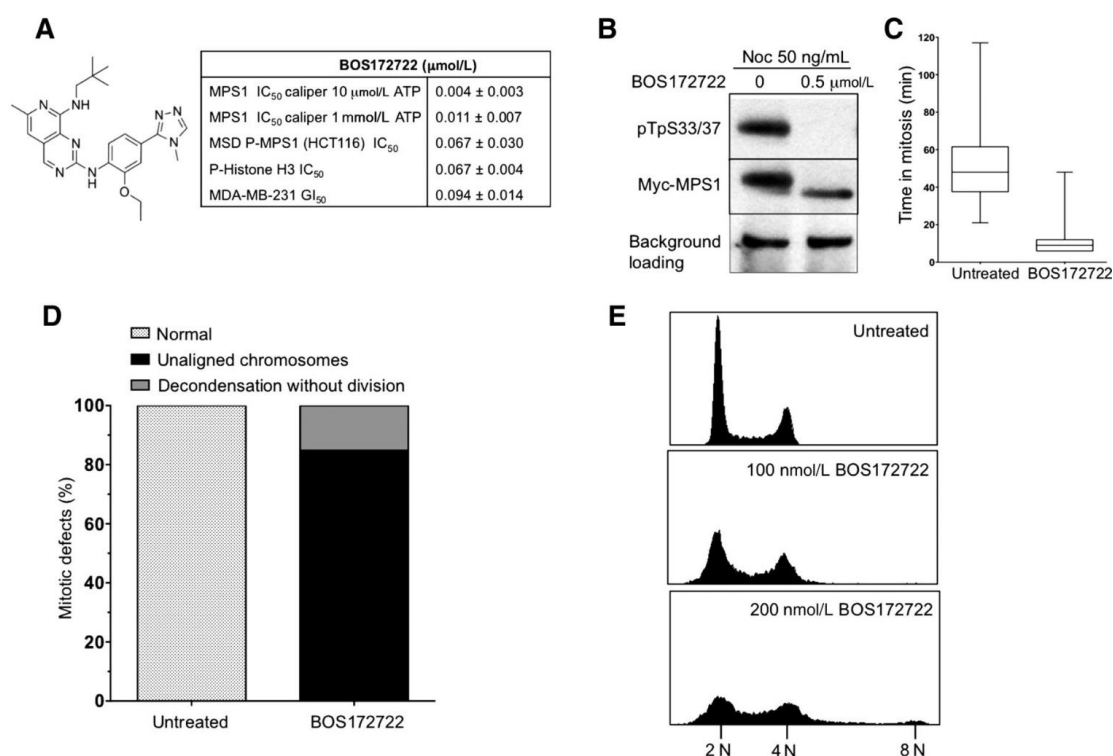 A
BOS172722 (μmol/L)
MPS1 IC50 caliper 10 μmol/L ATP 0.004 ± 0.003
MPS1 IC50 caliper 1 mmol/L ATP 0.011 ± 0.007
MSD P-MPS1 (HCT116) IC50 0.067 ± 0.030
P-Histone H3 IC50 0.067 ± 0.004
MDA-MB-231 GI50 0.094 ± 0.014
NH
N
N
N
N
NH
O
N
N
N
B
Noc 50 ng/mL
BOS172722 0 0.5 μmol/L
pTpS33/37
Myc-MPS1
Background
loading
C
Time in mitosis (min)
120
100
80
60
40
20
0
Untreated BOS172722
D
Normal
Unaligned chromosomes
Decondensation without division
Mitotic defects (%)
100
80
60
40
20
0
Untreated BOS172722
E
Untreated
100 nmol/L BOS172722
200 nmol/L BOS172722
2 N 4 N 8 N